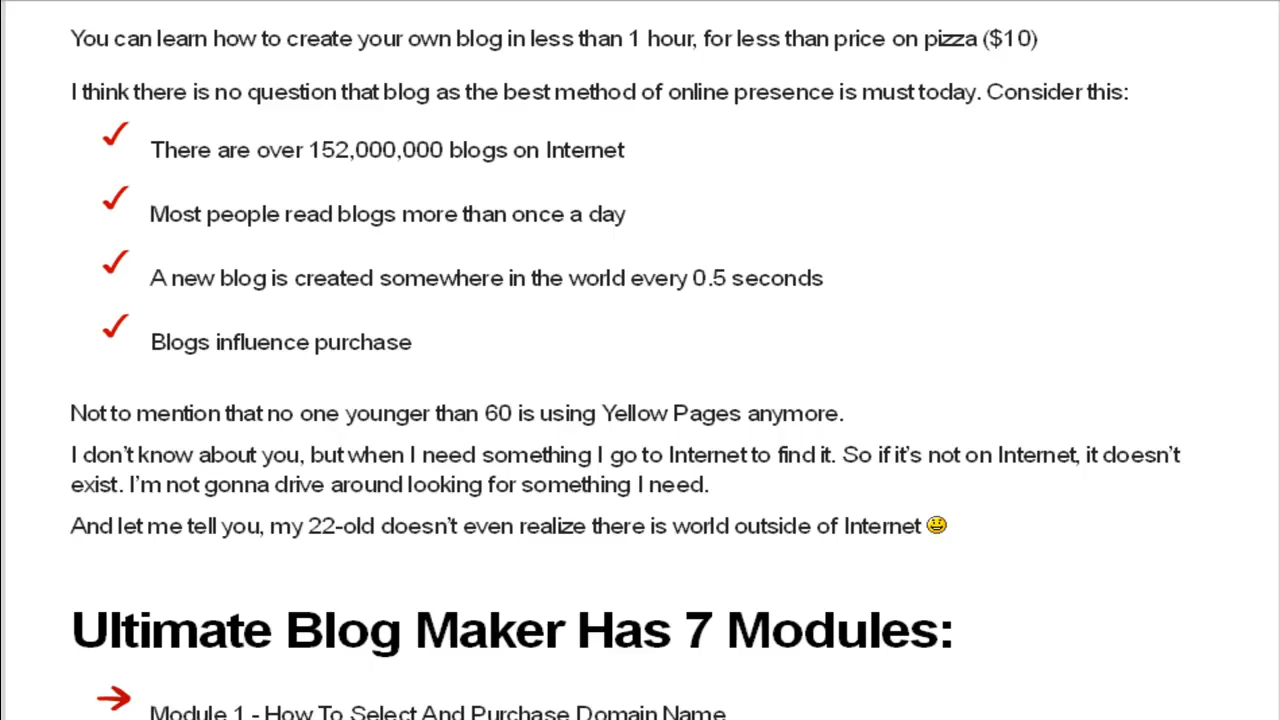 You can learn how to create your own blog in less than 1 hour, for less than price on pizza ($10)
I think there is no question that blog as the best method of online presence is must today. Consider this:
There are over 152,000,000 blogs on Internet
Most people read blogs more than once a day
A new blog is created somewhere in the world every 0.5 seconds
Blogs influence purchase
Not to mention that no one younger than 60 is using Yellow Pages anymore.
I don’t know about you, but when I need something I go to Internet to find it. So if it’s not on Internet, it doesn’t
exist. I’m not gonna drive around looking for something I need.
And let me tell you, my 22-old doesn’t even realize there is world outside of Internet
Ultimate Blog Maker Has 7 Modules:
Module 1 - How To Select And Purchase Domain Name